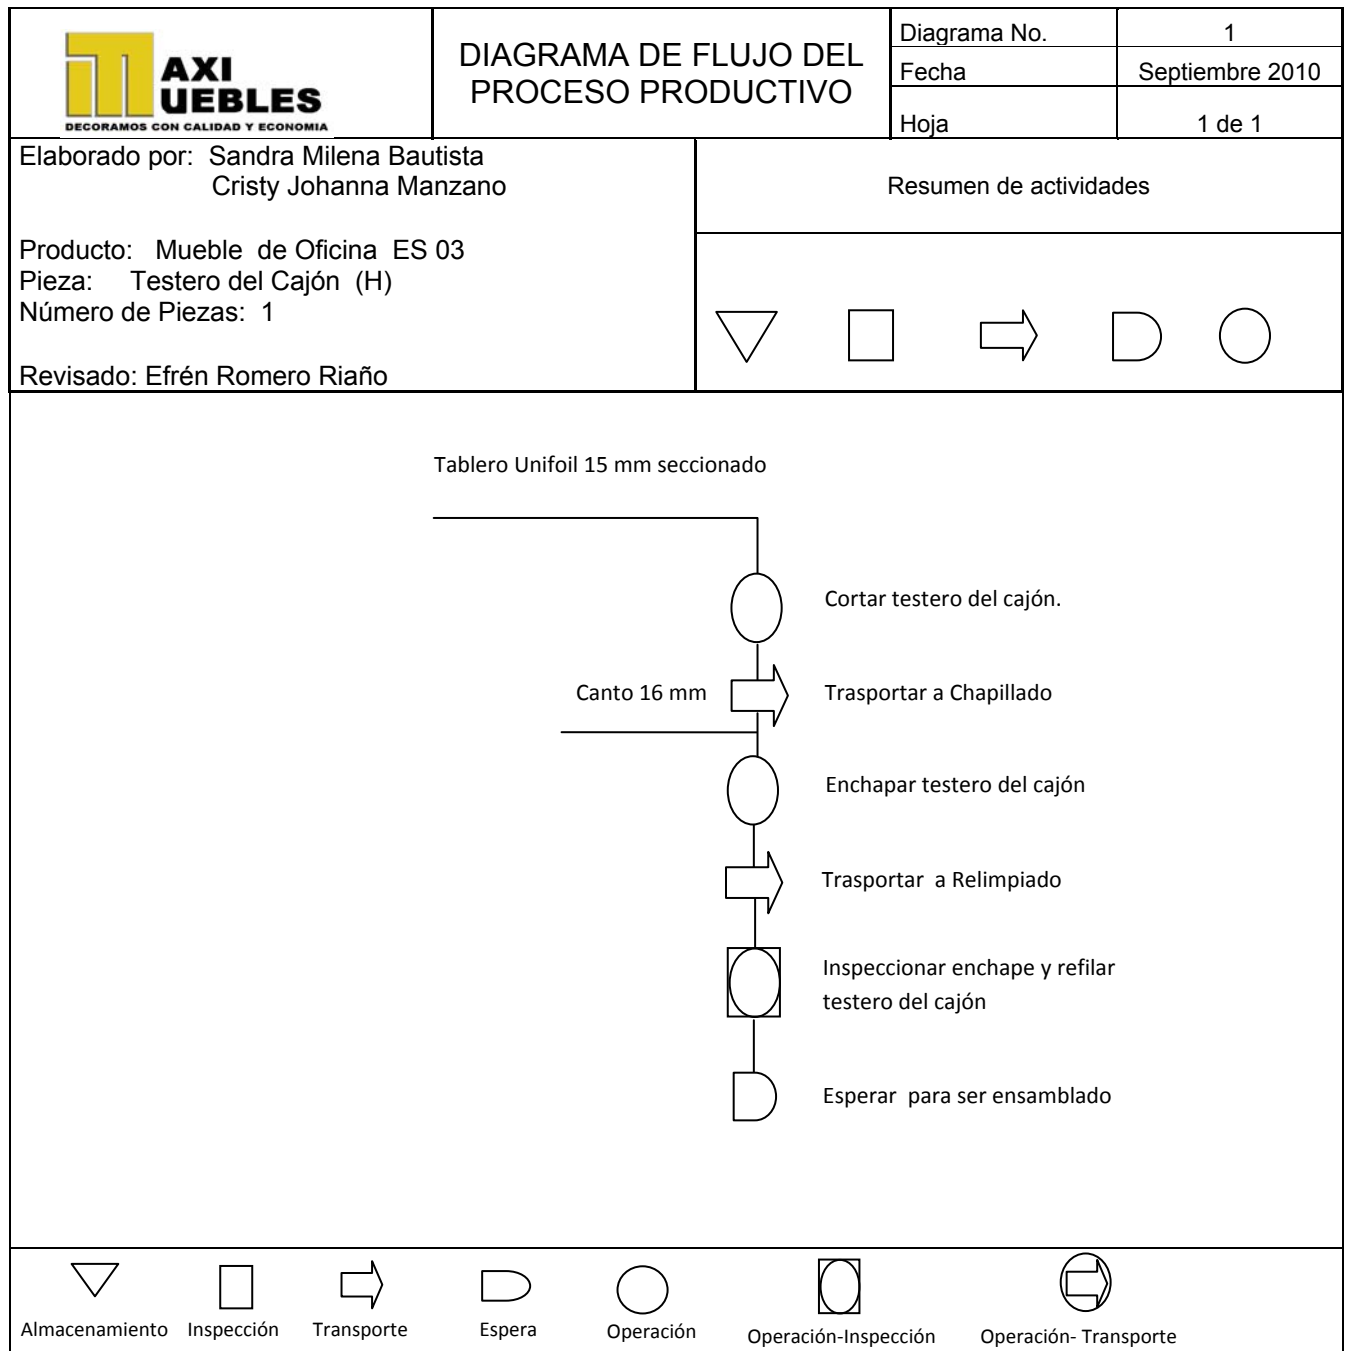 AXI
UEBLES
DECORAMOS CON CALIDAD Y ECONOMIA
DIAGRAMA DE FLUJO DEL
PROCESO PRODUCTIVO
Diagrama No. 1
Fecha Septiembre 2010
Hoja 1 de 1
Elaborado por: Sandra Milena Bautista
Cristy Johanna Manzano
Producto: Mueble de Oficina ES 03
Pieza: Testero del Cajón (H)
Número de Piezas: 1
Revisado: Efrén Romero Riaño
Resumen de actividades
Tablero Unifoil 15 mm seccionado
Cortar testero del cajón.
Canto 16 mm
Trasportar a Chapillado
Enchapar testero del cajón
Trasportar a Relimpiado
Inspeccionar enchape y refilar
testero del cajón
Esperar para ser ensamblado
Almacenamiento
Inspección
Transporte
Espera
Operación
Operación-Inspección
Operación- Transporte